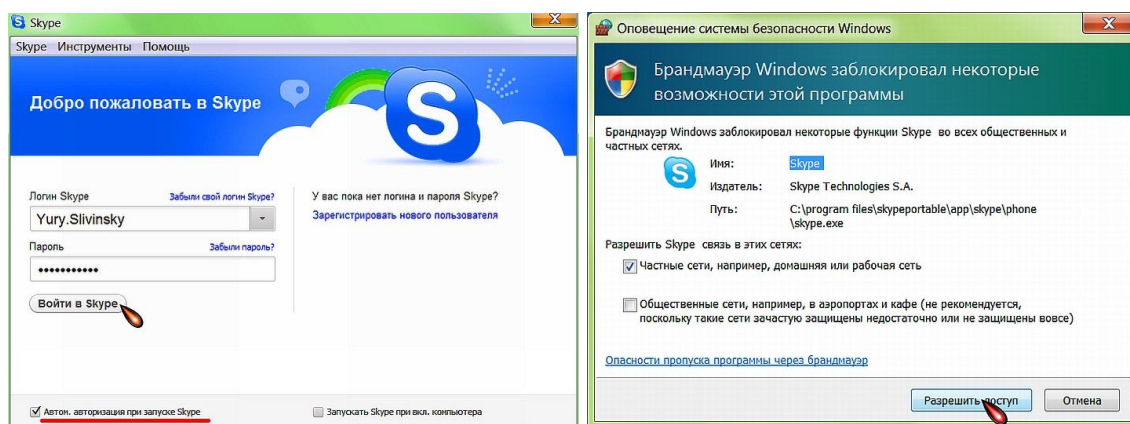 Skype
Skype Инструменты Помощь
Добро пожаловать в Skype
Логин Skype Забыли свой логин Skype?
Yury.Slivinsky
Пароль Забыли пароль?
•••••••••••
Войти в Skype
У вас пока нет логина и пароля Skype?
Зарегистрировать нового пользователя
Автом. авторизация при запуске Skype
Запускать Skype при вкл. компьютера
Оповещение системы безопасности Windows
Брандмауэр Windows заблокировал некоторые
возможности этой программы
Брандмауэр Windows заблокировал некоторые функции Skype во всех общественных и
частных сетях.
Имя: Skype
Издатель: Skype Technologies S.A.
Путь: C:\program files\skypeportable\app\skype\phone
\skype.exe
Разрешить Skype связь в этих сетях:
Частные сети, например, домашняя или рабочая сеть
Общественные сети, например, в аэропортах и кафе (не рекомендуется,
поскольку такие сети зачастую защищены недостаточно или не защищены вовсе)
Опасности пропуска программы через брандмауэр
Разрешить доступ Отмена